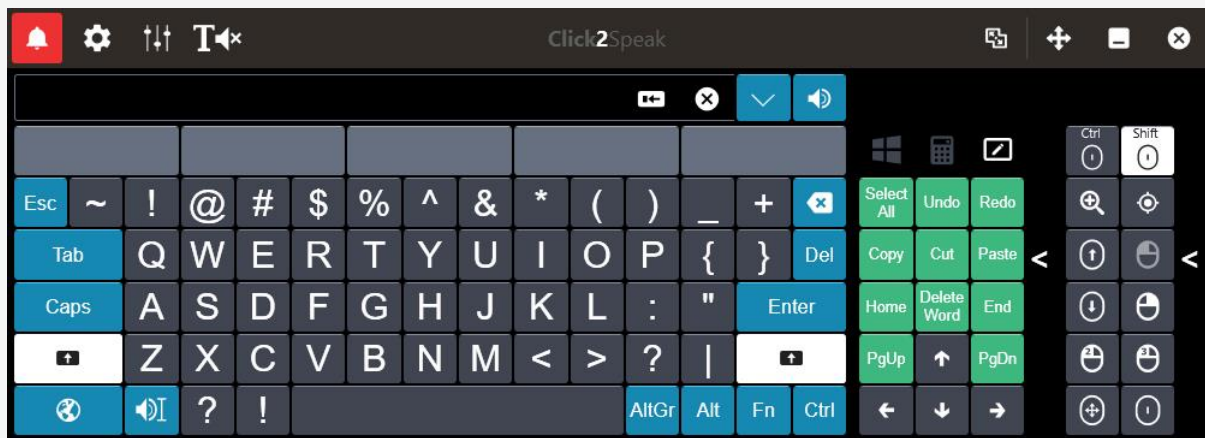 T
Click2Speak
Ctrl Shift
Esc ~ ! @ # $ % ^ & * ( ) _ + Select All Undo Redo
Tab Q W E R T Y U I O P { } Del Copy Cut Paste < <
Caps A S D F G H J K L : " Enter Home Delete Word End
Z X C V B N M < > ? | PgUp PgDn
? ! AltGr Alt Fn Ctrl